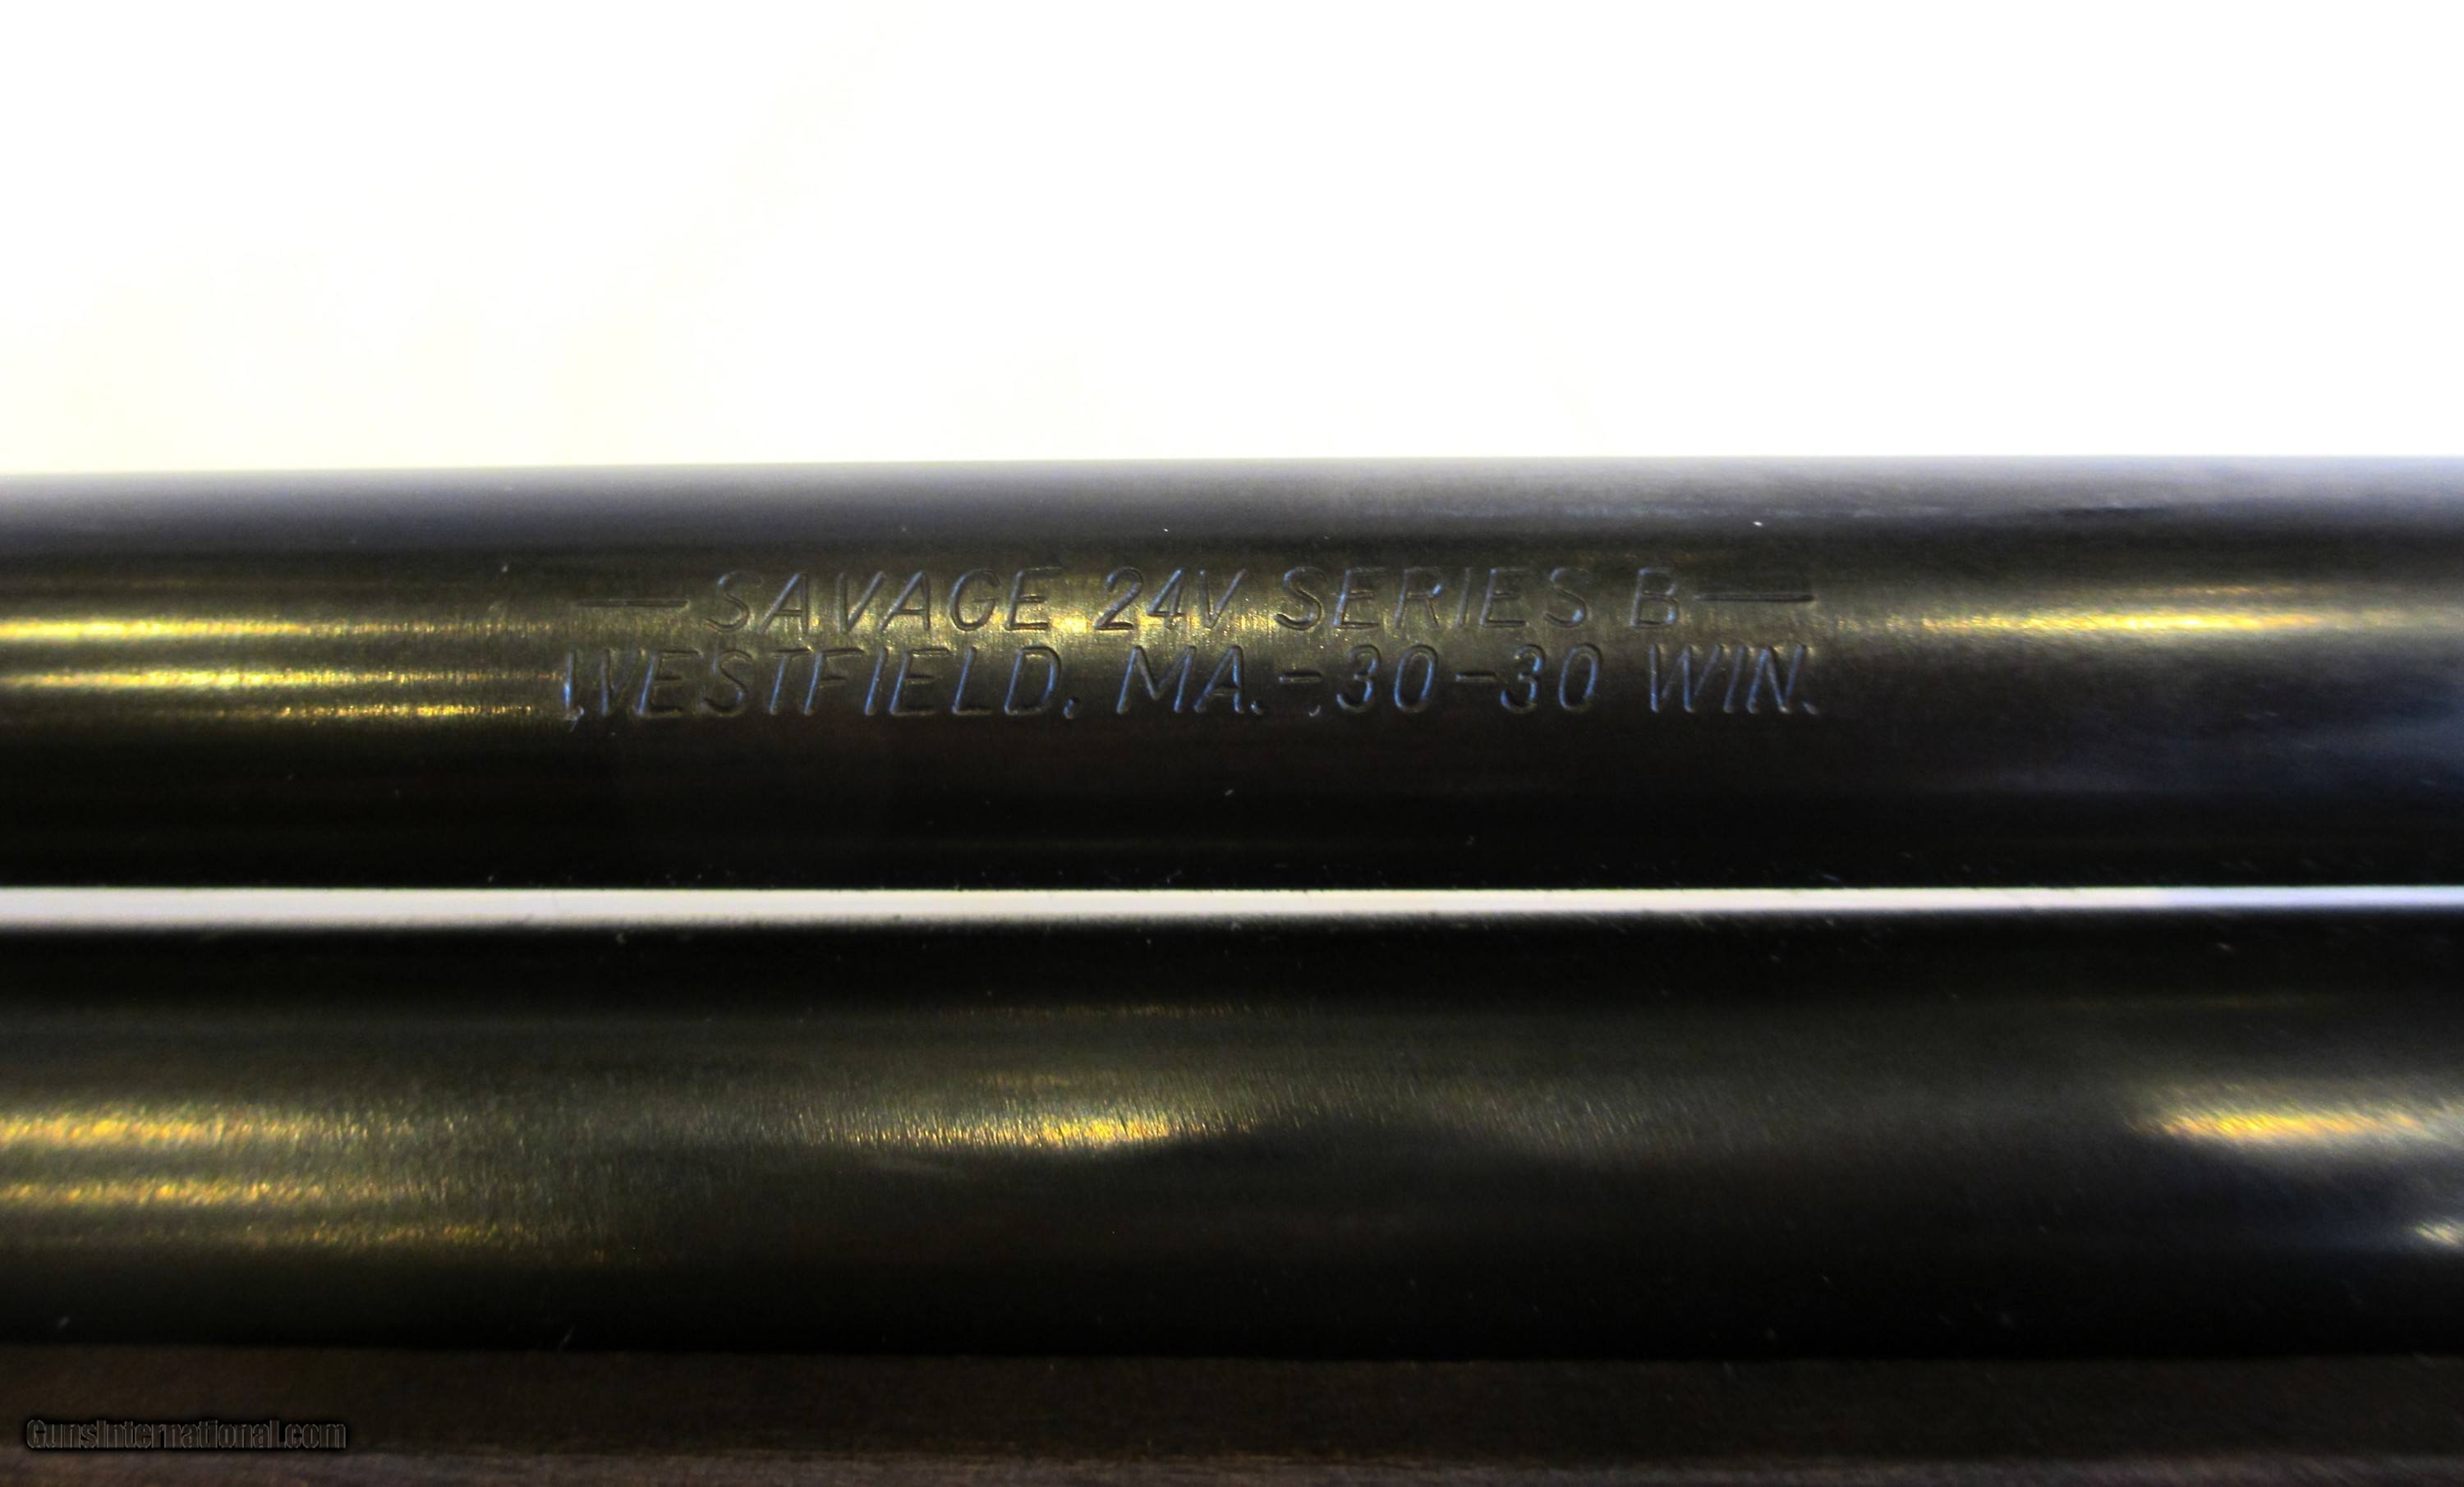 —SAVAGE 24V SERIES B—
WESTFIELD, MA.-.30-30 WIN.
GunsInternational.com